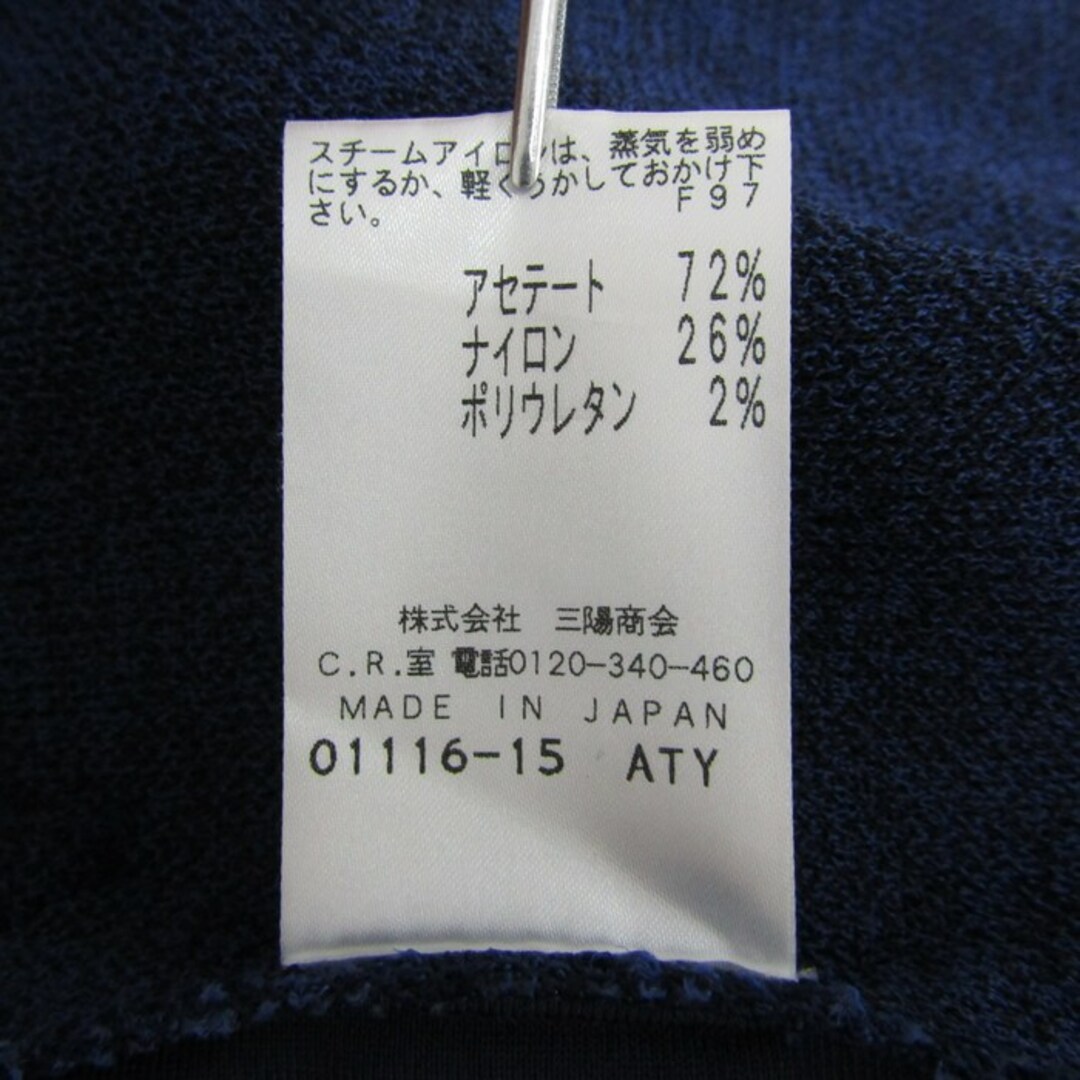 スチームアイロンは、蒸気を弱め
にするか、軽くうかしておかけ下
さい。 F97
アセテート 72%
ナイロン 26%
ポリウレタン 2%
株式会社 三陽商会
C.R.室 電話0120-340-460
MADE IN JAPAN
01116-15 ATY